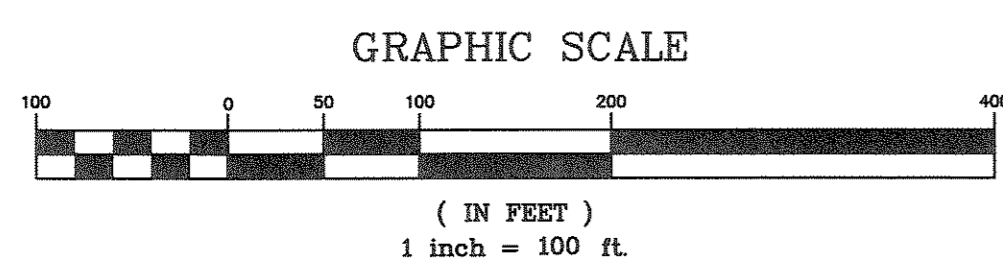 GRAPHIC SCALE
100 0 50 100 200 400
( IN FEET )
1 inch = 100 ft.